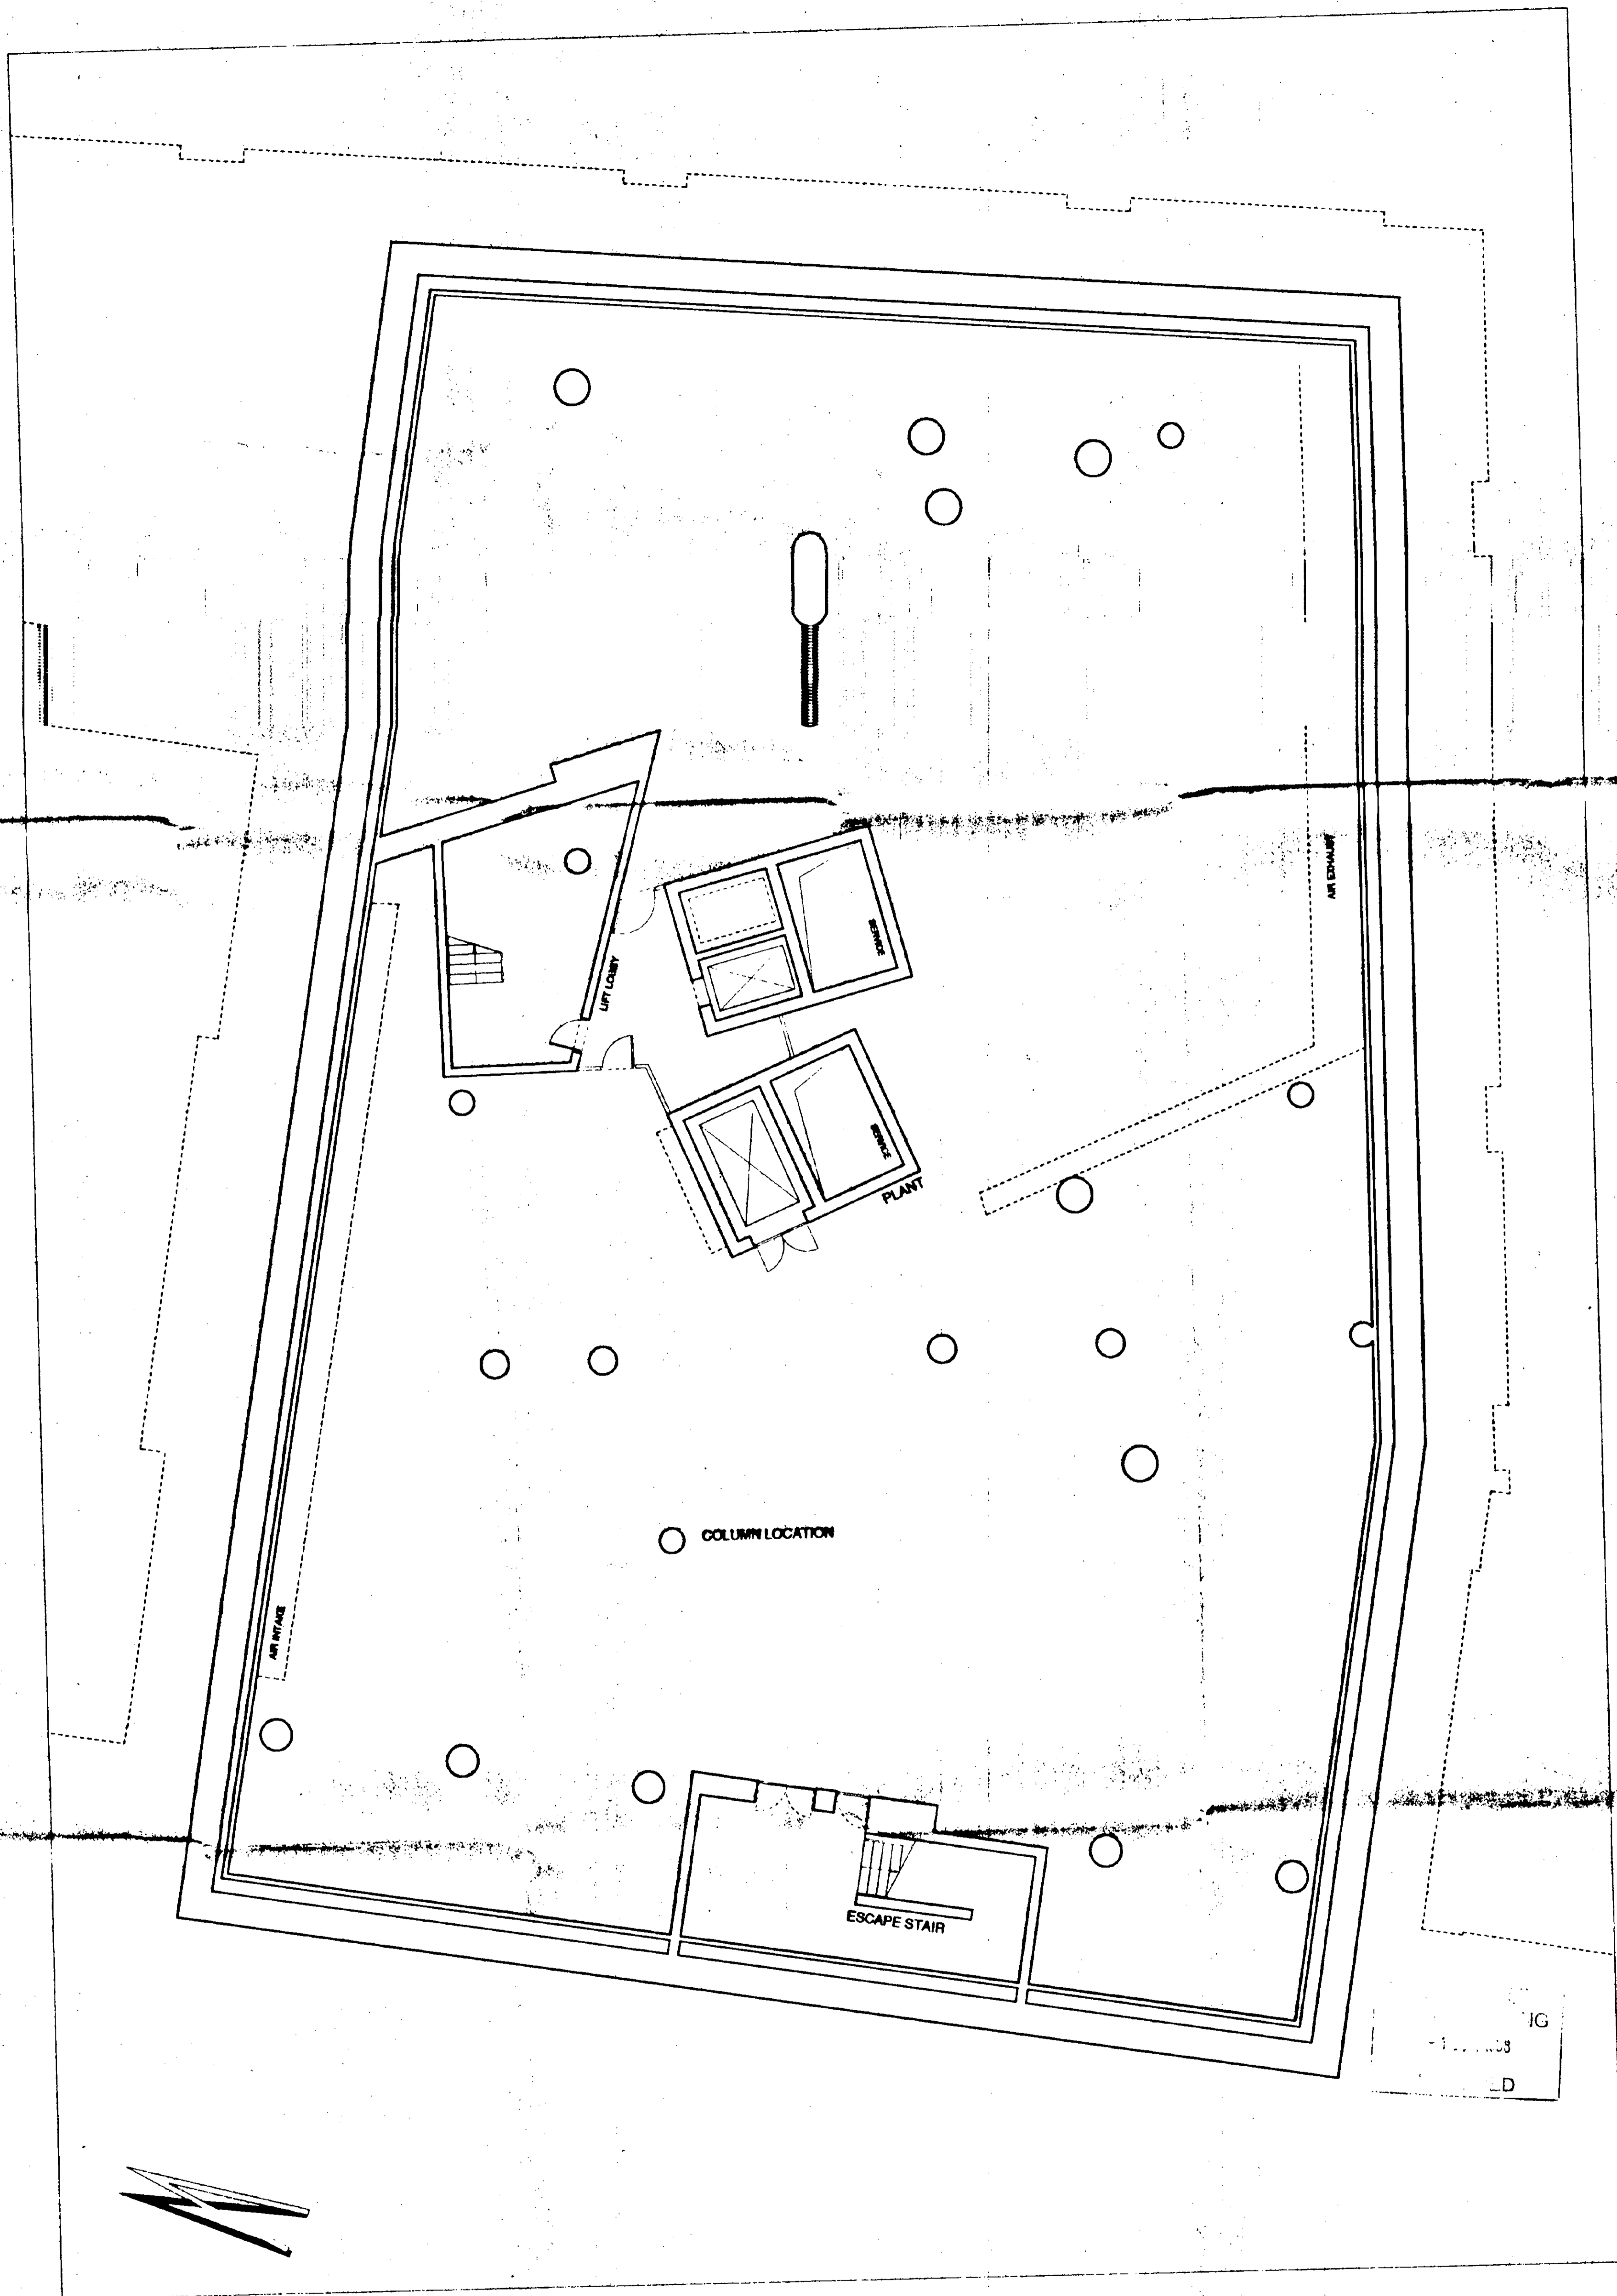 AIR EXHAUST
SERVICE
LIFT LOBBY
SERVICE
PLANT
COLUMN LOCATION
AIR INTAKE
ESCAPE STAIR